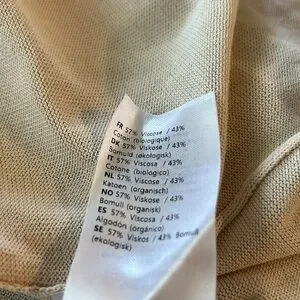 FR 57% Viscose / 43%
Coton (biologique)
DK 57% Viskose / 43%
Bomuld (økologisk)
IT 57% Viscosa / 43%
Cotone (biologico)
NL 57% Viscose / 43%
Katoen (organisch)
NO 57% Viskose / 43%
Bomull (organisk)
ES 57% Viscosa / 43%
Algodón (orgánico)
SE 57% Viskos / 43% Bomull
(ekologisk)